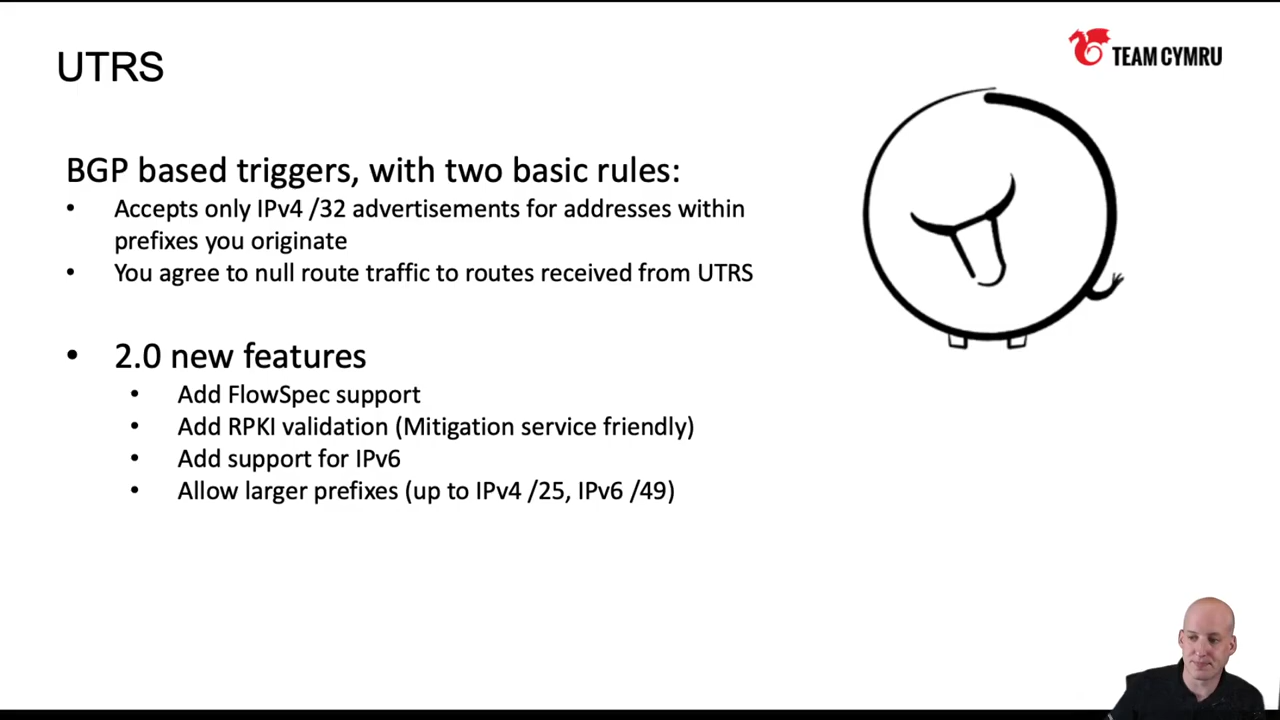 UTRS
TEAM CYMRU
BGP based triggers, with two basic rules:
• Accepts only IPv4 /32 advertisements for addresses within
prefixes you originate
• You agree to null route traffic to routes received from UTRS
• 2.0 new features
• Add FlowSpec support
• Add RPKI validation (Mitigation service friendly)
• Add support for IPv6
• Allow larger prefixes (up to IPv4 /25, IPv6 /49)